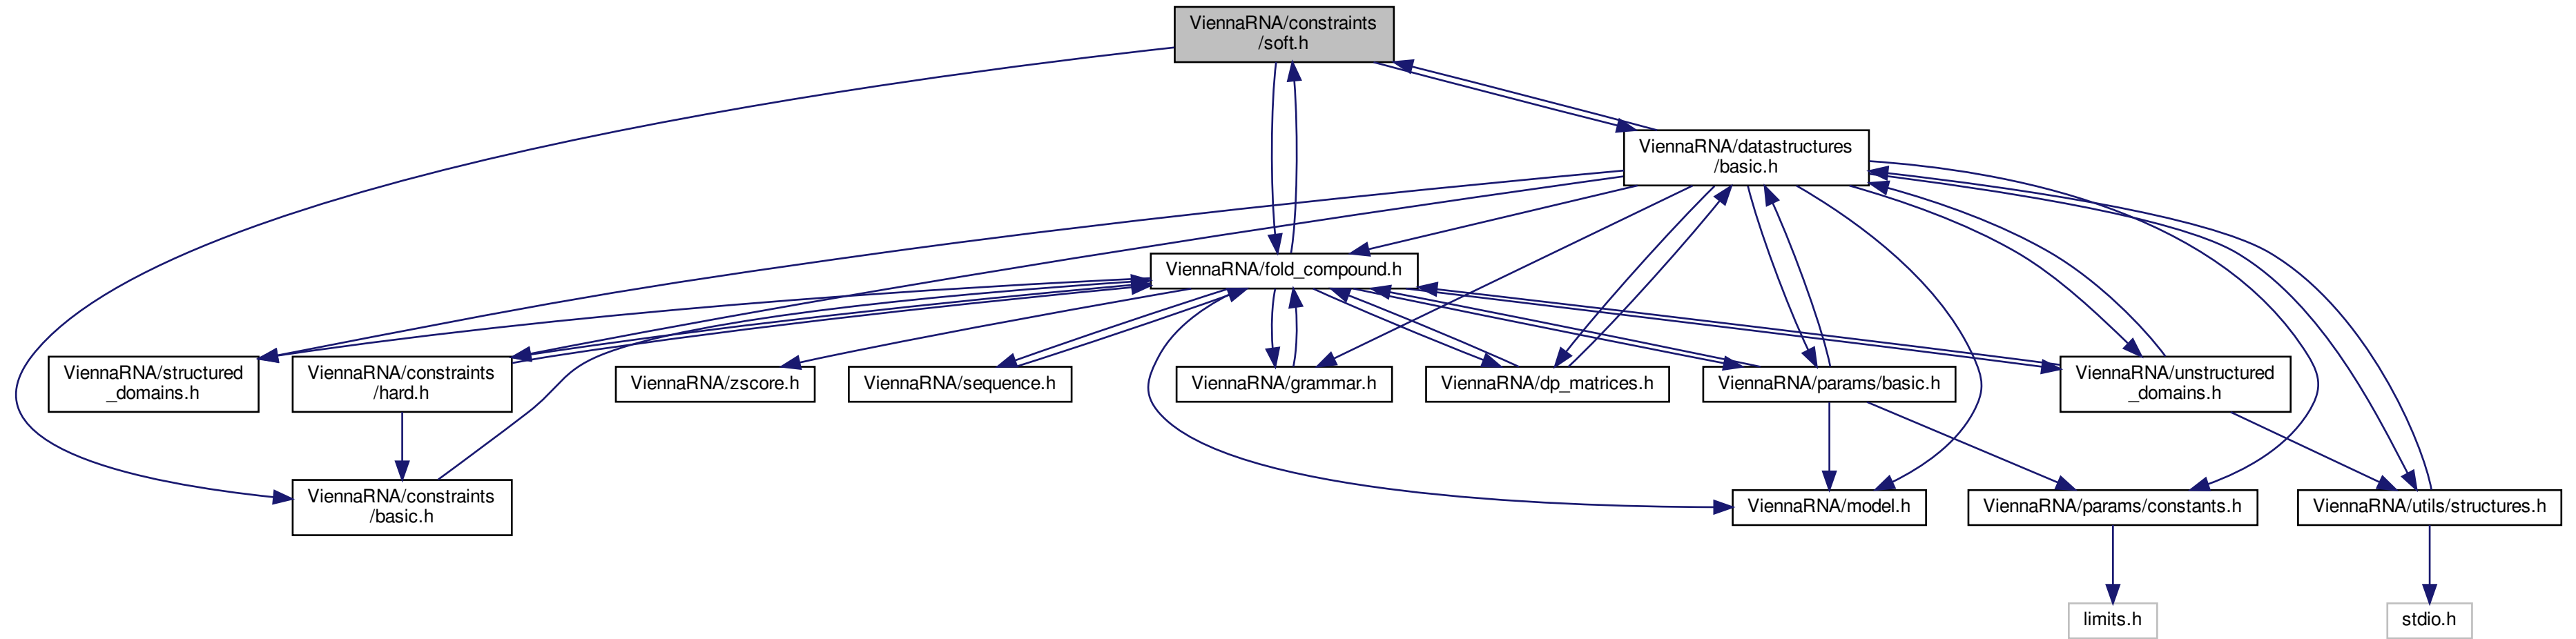 ViennaRNA/constraints
/soft.h
ViennaRNA/datastructures
/basic.h
ViennaRNA/fold_compound.h
ViennaRNA/structured
_domains.h
ViennaRNA/constraints
/hard.h
ViennaRNA/zscore.h
ViennaRNA/sequence.h
ViennaRNA/grammar.h
ViennaRNA/dp_matrices.h
ViennaRNA/params/basic.h
ViennaRNA/unstructured
_domains.h
ViennaRNA/constraints
/basic.h
ViennaRNA/model.h
ViennaRNA/params/constants.h
ViennaRNA/utils/structures.h
limits.h
stdio.h